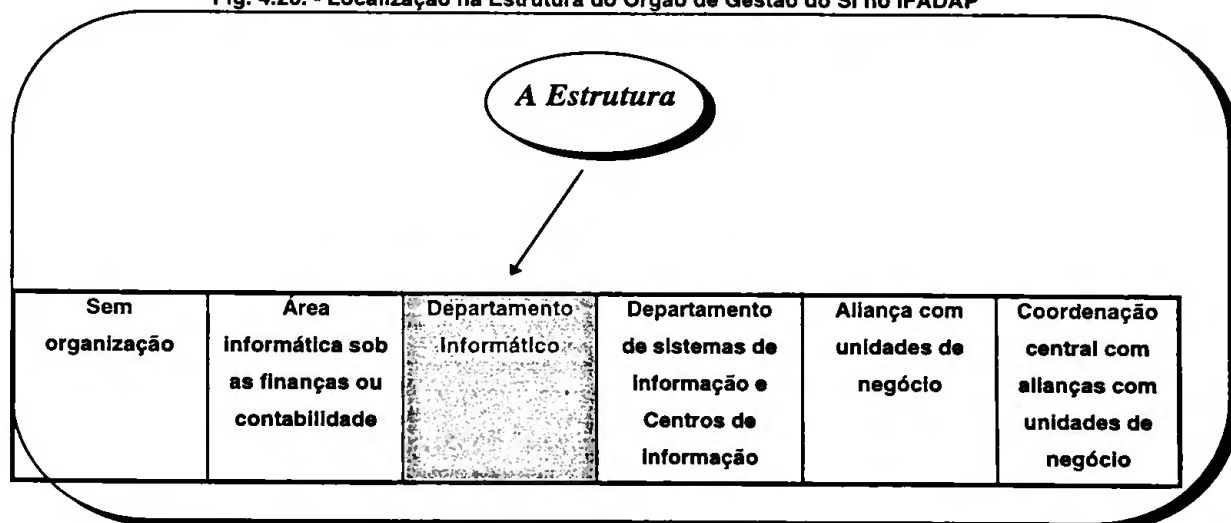 Fig. 4.20. - Localização na Estrutura do Órgão de Gestão do SI no IFADAP
A Estrutura
Sem
organização
Área
informática sob
as finanças ou
contabilidade
Departamento
Informático
Departamento
de sistemas de
Informação e
Centros de
Informação
Aliança com
unidades de
negócio
Coordenação
central com
alianças com
unidades de
negócio